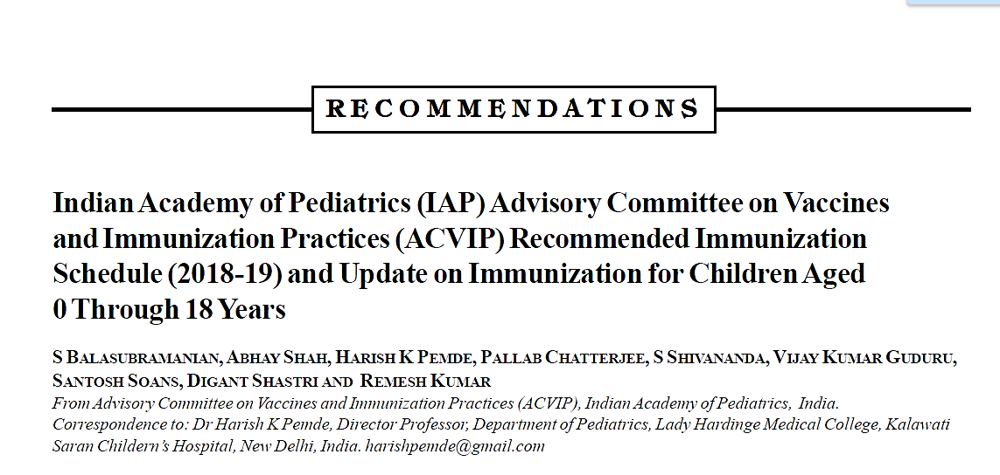 RECOMMENDATIONS
Indian Academy of Pediatrics (IAP) Advisory Committee on Vaccines
and Immunization Practices (ACVIP) Recommended Immunization
Schedule (2018-19) and Update on Immunization for Children Aged
0 Through 18 Years
S BALASUBRAMANIAN, ABHAY SHAH, HARISH K PEMDE, PALLAB CHATTERJEE, S SHIVANANDA, VIJAY KUMAR GUDURU,
SANTOSH SOANS, DIGANT SHASTRI AND REMESH KUMAR
From Advisory Committee on Vaccines and Immunization Practices (ACVIP), Indian Academy of Pediatrics, India.
Correspondence to: Dr Harish K Pemde, Director Professor, Department of Pediatrics, Lady Hardinge Medical College, Kalawati
Saran Childern’s Hospital, New Delhi, India. harishpemde@gmail.com